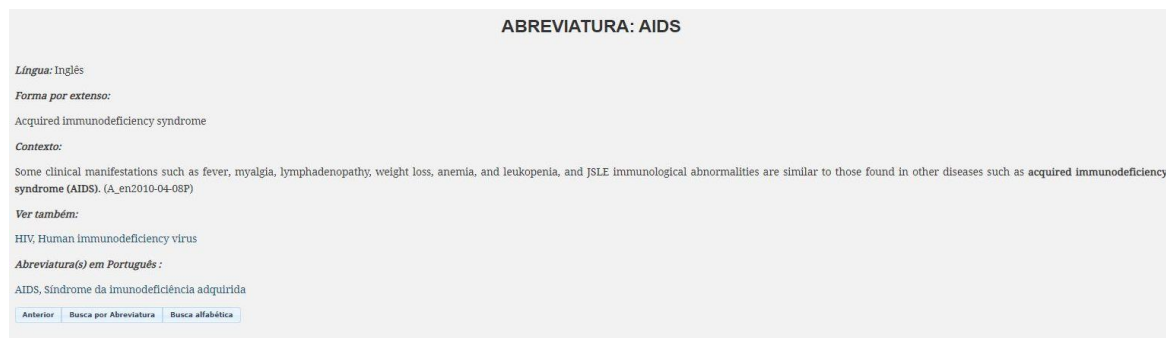 ABREVIATURA: AIDS
Língua: Inglês
Forma por extenso:
Acquired immunodeficiency syndrome
Contexto:
Some clinical manifestations such as fever, myalgia, lymphadenopathy, weight loss, anemia, and leukopenia, and JSLE immunological abnormalities are similar to those found in other diseases such as acquired immunodeficiency
syndrome (AIDS). (A_en2010-04-08P)
Ver também:
HIV, Human immunodeficiency virus
Abreviatura(s) em Português :
AIDS, Síndrome da imunodeficiência adquirida
Anterior Busca por Abreviatura Busca alfabética